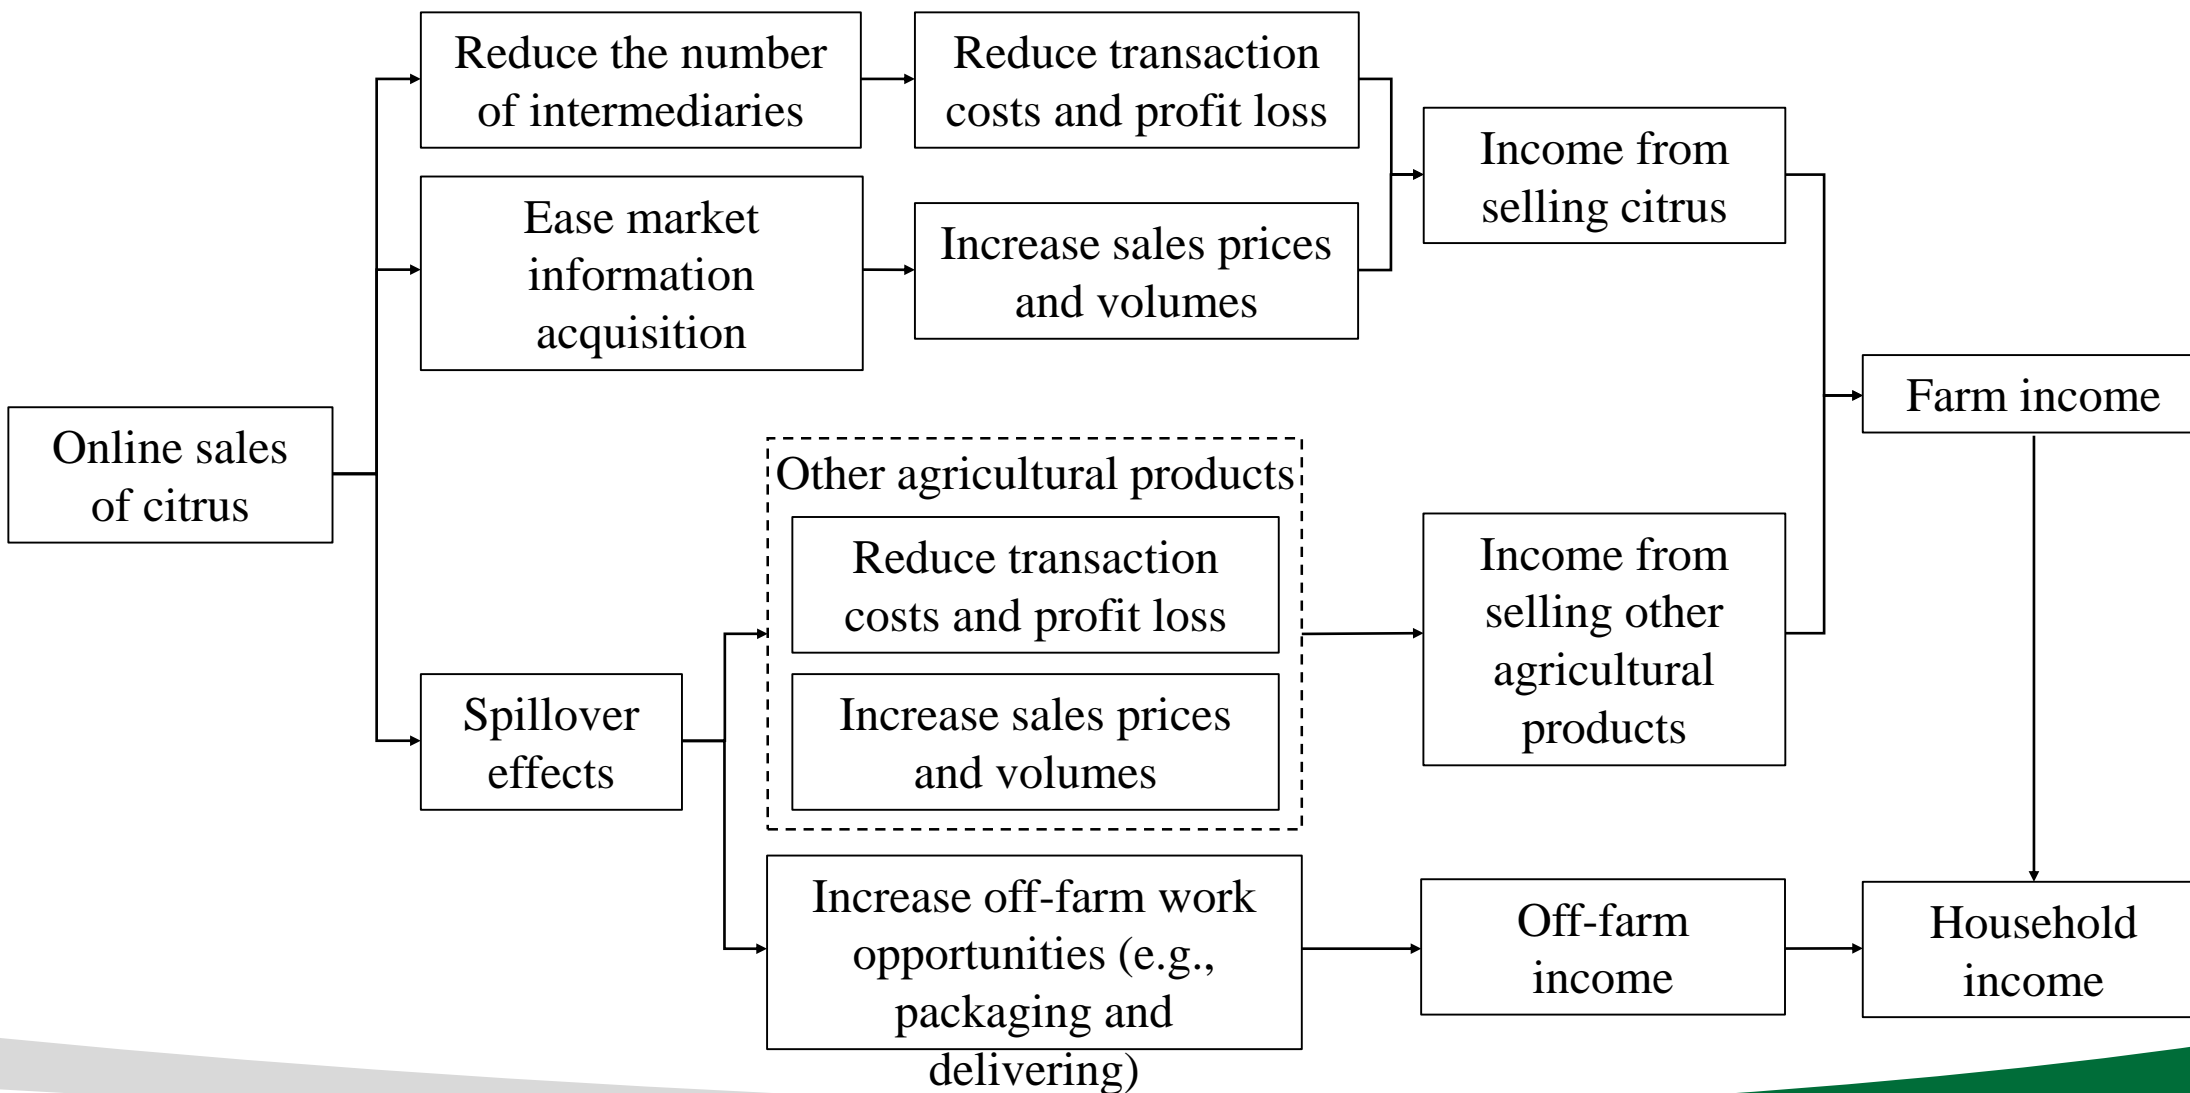 Reduce the number
of intermediaries
Reduce transaction
costs and profit loss
Income from
selling citrus
Ease market
information
acquisition
Increase sales prices
and volumes
Farm income
Online sales
of citrus
Other agricultural products
Reduce transaction
costs and profit loss
Increase sales prices
and volumes
Income from
selling other
agricultural
products
Spillover
effects
Increase off-farm work
opportunities (e.g.,
packaging and
delivering)
Off-farm
income
Household
income